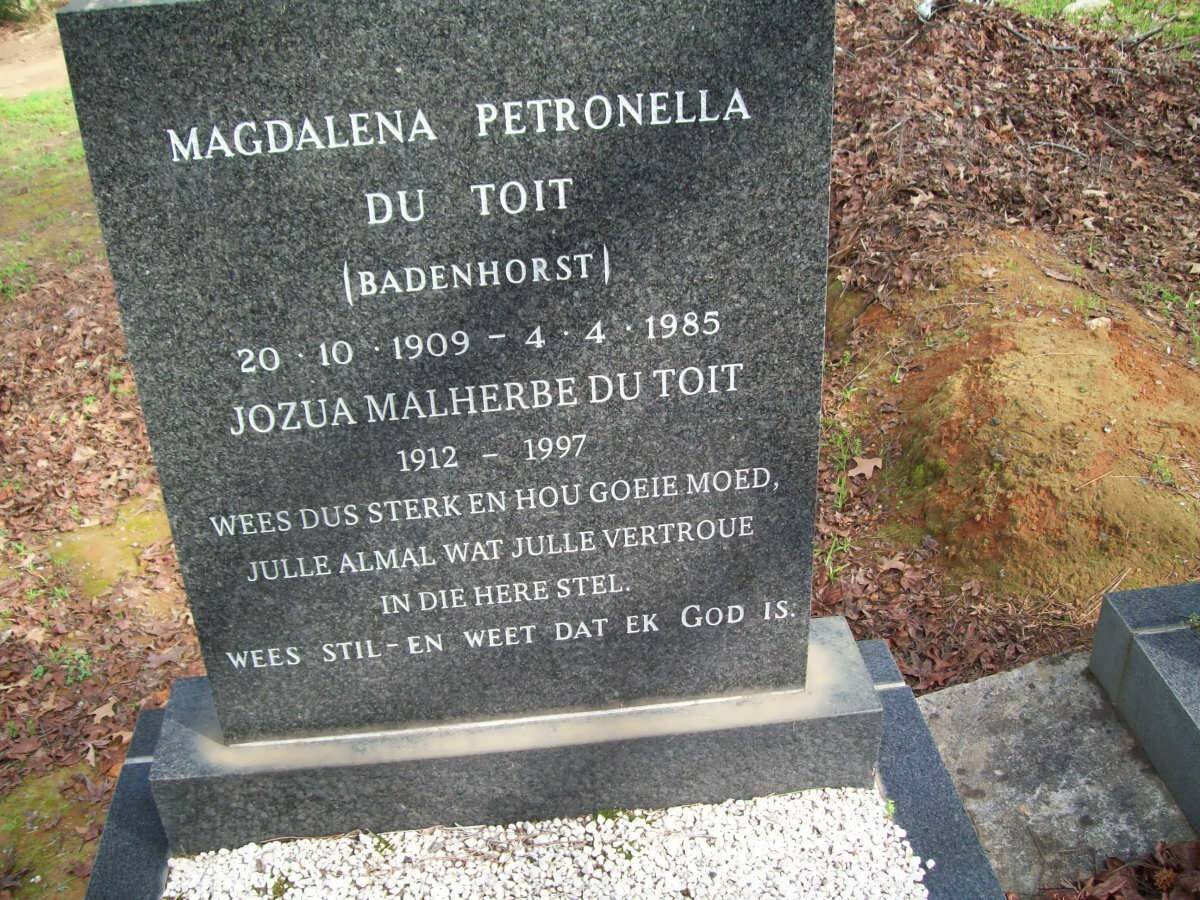 MAGDALENA PETRONELLA
DU TOIT
(BADENHORST)
20 · 10 · 1909 – 4 · 4 · 1985
JOZUA MALHERBE DU TOIT
1912 – 1997
WEES DUS STERK EN HOU GOEIE MOED,
JULLE ALMAL WAT JULLE VERTROUE
IN DIE HERE STEL.
WEES STIL-EN WEET DAT EK GOD IS.